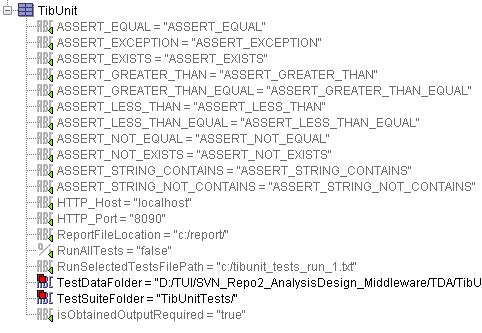 TibUnit
ASSERT_EQUAL = "ASSERT_EQUAL"
ASSERT_EXCEPTION = "ASSERT_EXCEPTION"
ASSERT_EXISTS = "ASSERT_EXISTS"
ASSERT_GREATER_THAN = "ASSERT_GREATER_THAN"
ASSERT_GREATER_THAN_EQUAL = "ASSERT_GREATER_THAN_EQUAL"
ASSERT_LESS_THAN = "ASSERT_LESS_THAN"
ASSERT_LESS_THAN_EQUAL = "ASSERT_LESS_THAN_EQUAL"
ASSERT_NOT_EQUAL = "ASSERT_NOT_EQUAL"
ASSERT_NOT_EXISTS = "ASSERT_NOT_EXISTS"
ASSERT_STRING_CONTAINS = "ASSERT_STRING_CONTAINS"
ASSERT_STRING_NOT_CONTAINS = "ASSERT_STRING_NOT_CONTAINS"
HTTP_Host = "localhost"
HTTP_Port = "8090"
ReportFileLocation = "c:/report/"
RunAllTests = "false"
RunSelectedTestsFilePath = "c:/tibunit_tests_run_1.txt"
TestDataFolder = "D:/TUI/SVN_Repo2_AnalysisDesign_Middleware/TDA/TibU
TestSuiteFolder = "TibUnitTests/"
isObtainedOutputRequired = "true"